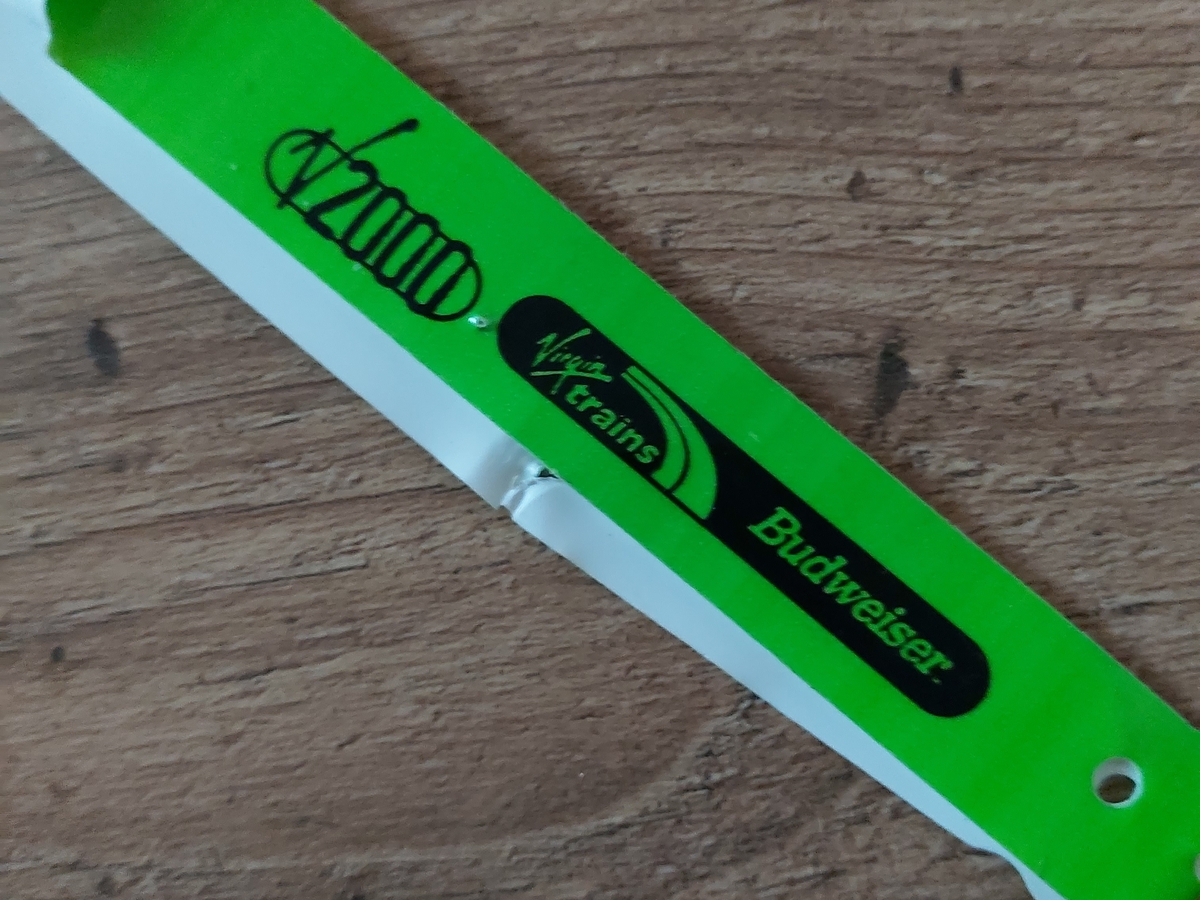 V2000
Virgin
trains
Budweiser.